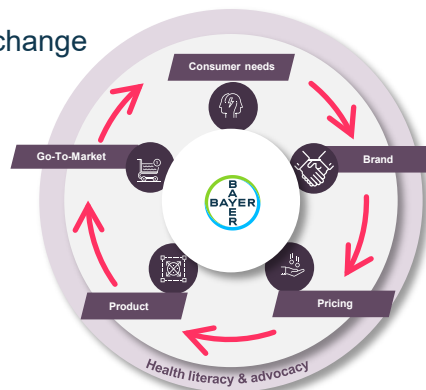 change
Consumer needs
Go-To-Market
Brand
BAYER
BAYER
Product
Pricing
Health literacy & advocacy